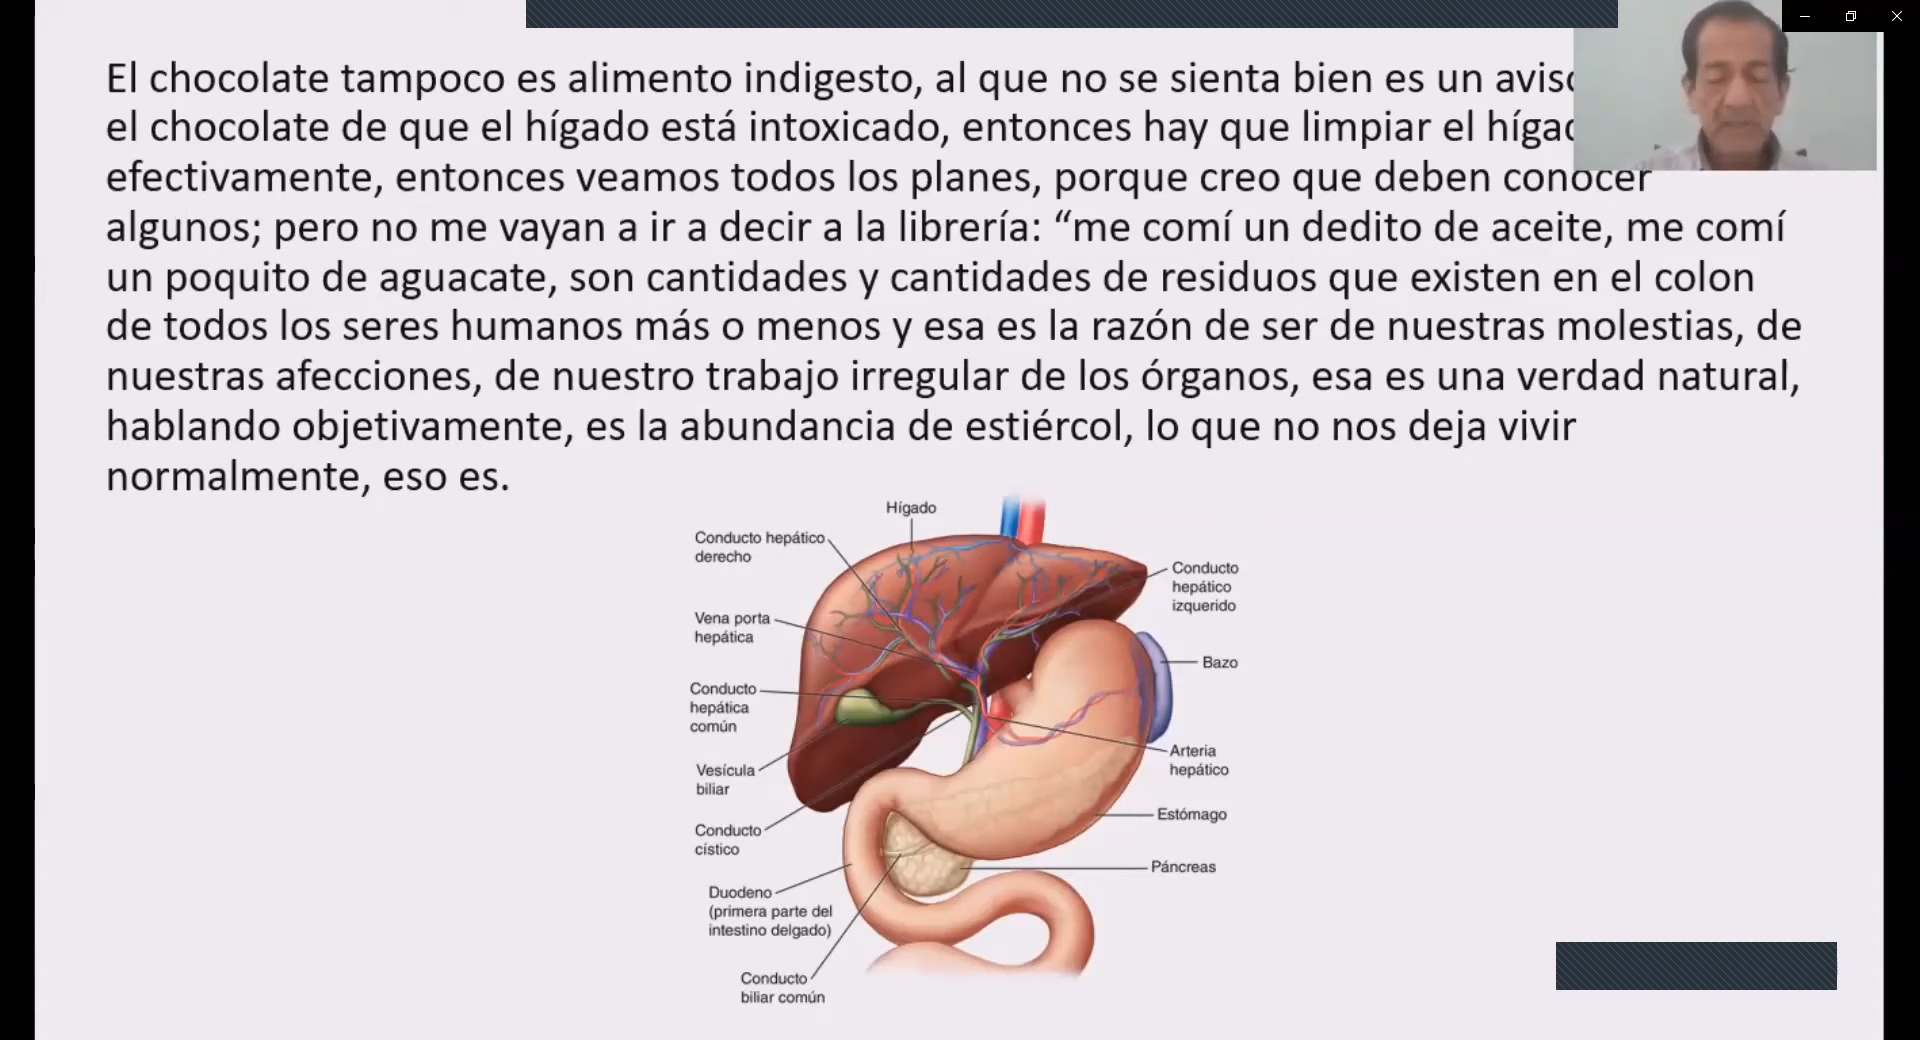 El chocolate tampoco es alimento indigesto, al que no se sienta bien es un
el chocolate de que el hígado está intoxicado, entonces hay que limpiar el
efectivamente, entonces veamos todos los planes, porque creo que deben conocer
algunos; pero no me vayan a ir a decir a la librería: “me comí un dedito de aceite, me comí
un poquito de aguacate, son cantidades y cantidades de residuos que existen en el colon
de todos los seres humanos más o menos y esa es la razón de ser de nuestras molestias, de
nuestras afecciones, de nuestro trabajo irregular de los órganos, esa es una verdad natural,
hablando objetivamente, es la abundancia de estiércol, lo que no nos deja vivir
normalmente, eso es.
Hígado
Conducto hepático
derecho
Conducto
hepático
izquerido
Vena porta
hepática
Bazo
Conducto
hepática
común
Arteria
hepático
Vesícula
biliar
Estómago
Conducto
cístico
Páncreas
Duodeno
(primera parte del
intestino delgado)
Conducto
biliar común